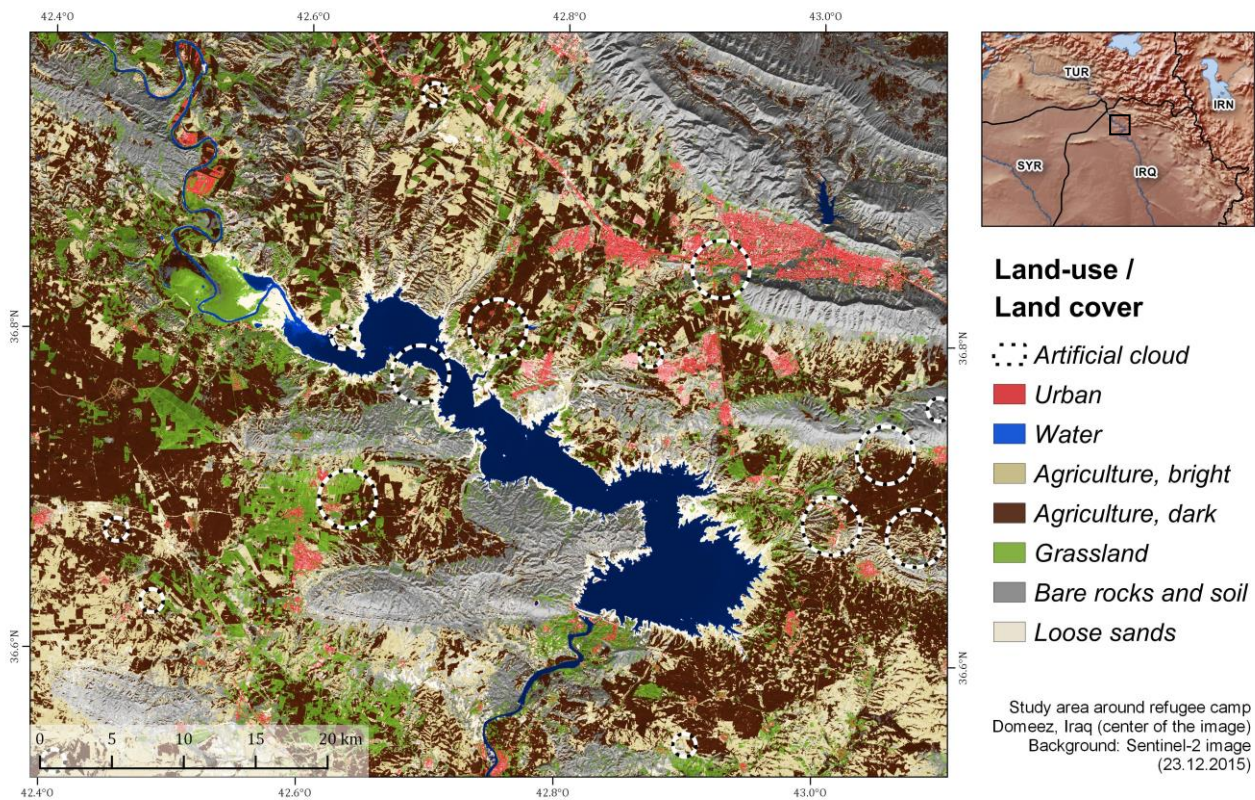 42.4°O
42.6°O
42.8°O
43.0°O
36.8°N
36.6°N
36.8°N
36.6°N
0 5 10 15 20 km
42.4°O
42.6°O
42.8°O
43.0°O
TUR
IRN
SYR
IRQ
Land-use /
Land cover
Artificial cloud
Urban
Water
Agriculture, bright
Agriculture, dark
Grassland
Bare rocks and soil
Loose sands
Study area around refugee camp
Domeez, Iraq (center of the image)
Background: Sentinel-2 image
(23.12.2015)